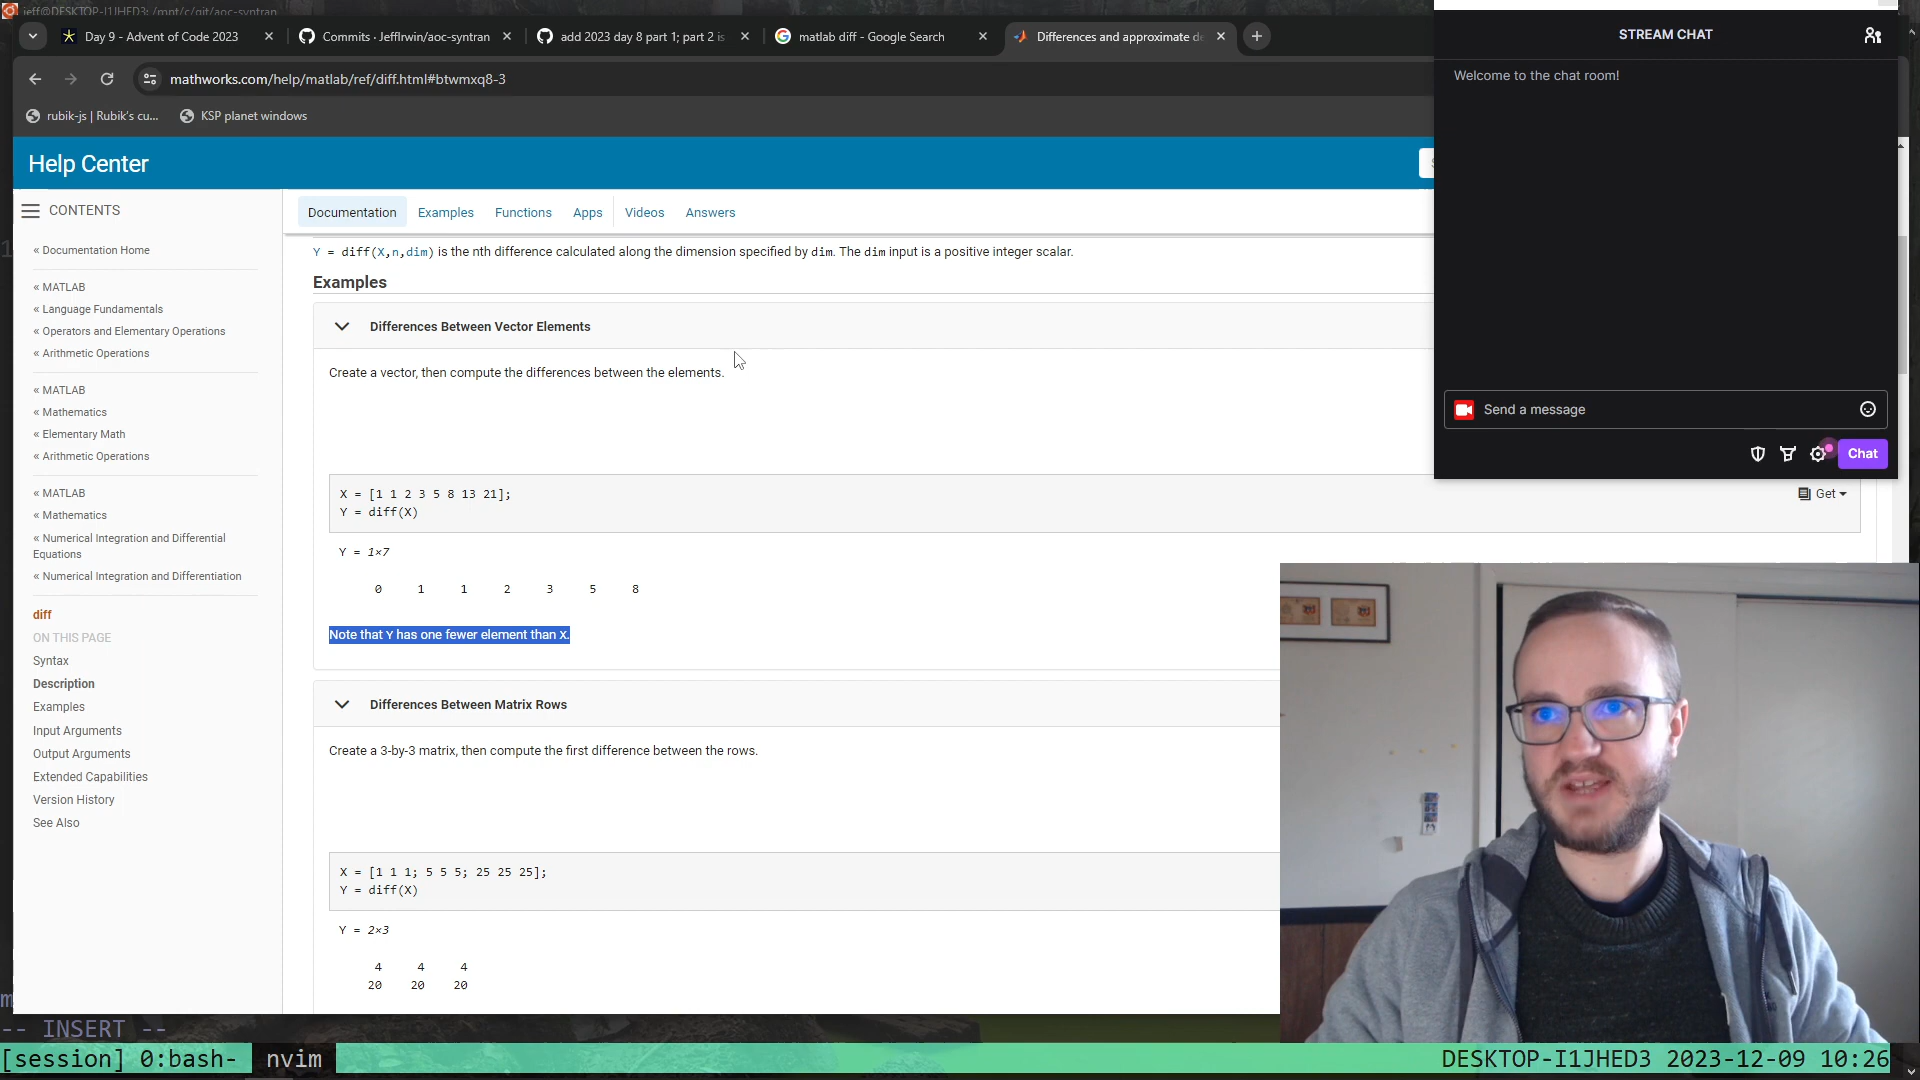 jeff@DESKTOP-I1JHED3: /mnt/c/git/aoc-syntran
Day 9 - Advent of Code 2023
Commits · JeffIrwin/aoc-syntran
add 2023 day 8 part 1; part 2 is
matlab diff - Google Search
Differences and approximate de
mathworks.com/help/matlab/ref/diff.html#btwmxq8-3
rubik-js | Rubik's cu...
KSP planet windows
Help Center
CONTENTS
« Documentation Home
« MATLAB
« Language Fundamentals
« Operators and Elementary Operations
« Arithmetic Operations
« MATLAB
« Mathematics
« Elementary Math
« Arithmetic Operations
« MATLAB
« Mathematics
« Numerical Integration and Differential
Equations
« Numerical Integration and Differentiation
diff
ON THIS PAGE
Syntax
Description
Examples
Input Arguments
Output Arguments
Extended Capabilities
Version History
See Also
Documentation
Examples
Functions
Apps
Videos
Answers
Y = diff(X,n,dim) is the nth difference calculated along the dimension specified by dim. The dim input is a positive integer scalar.
Examples
Differences Between Vector Elements
Create a vector, then compute the differences between the elements.
X = [1 1 2 3 5 8 13 21];
Y = diff(X)
Get
Y = 1×7
0 1 1 2 3 5 8
Note that Y has one fewer element than X.
Differences Between Matrix Rows
Create a 3-by-3 matrix, then compute the first difference between the rows.
X = [1 1 1; 5 5 5; 25 25 25];
Y = diff(X)
Y = 2×3
4 4 4
20 20 20
STREAM CHAT
Welcome to the chat room!
Send a message
Chat
-- INSERT --
[session] 0:bash- nvim
DESKTOP-I1JHED3 2023-12-09 10:26